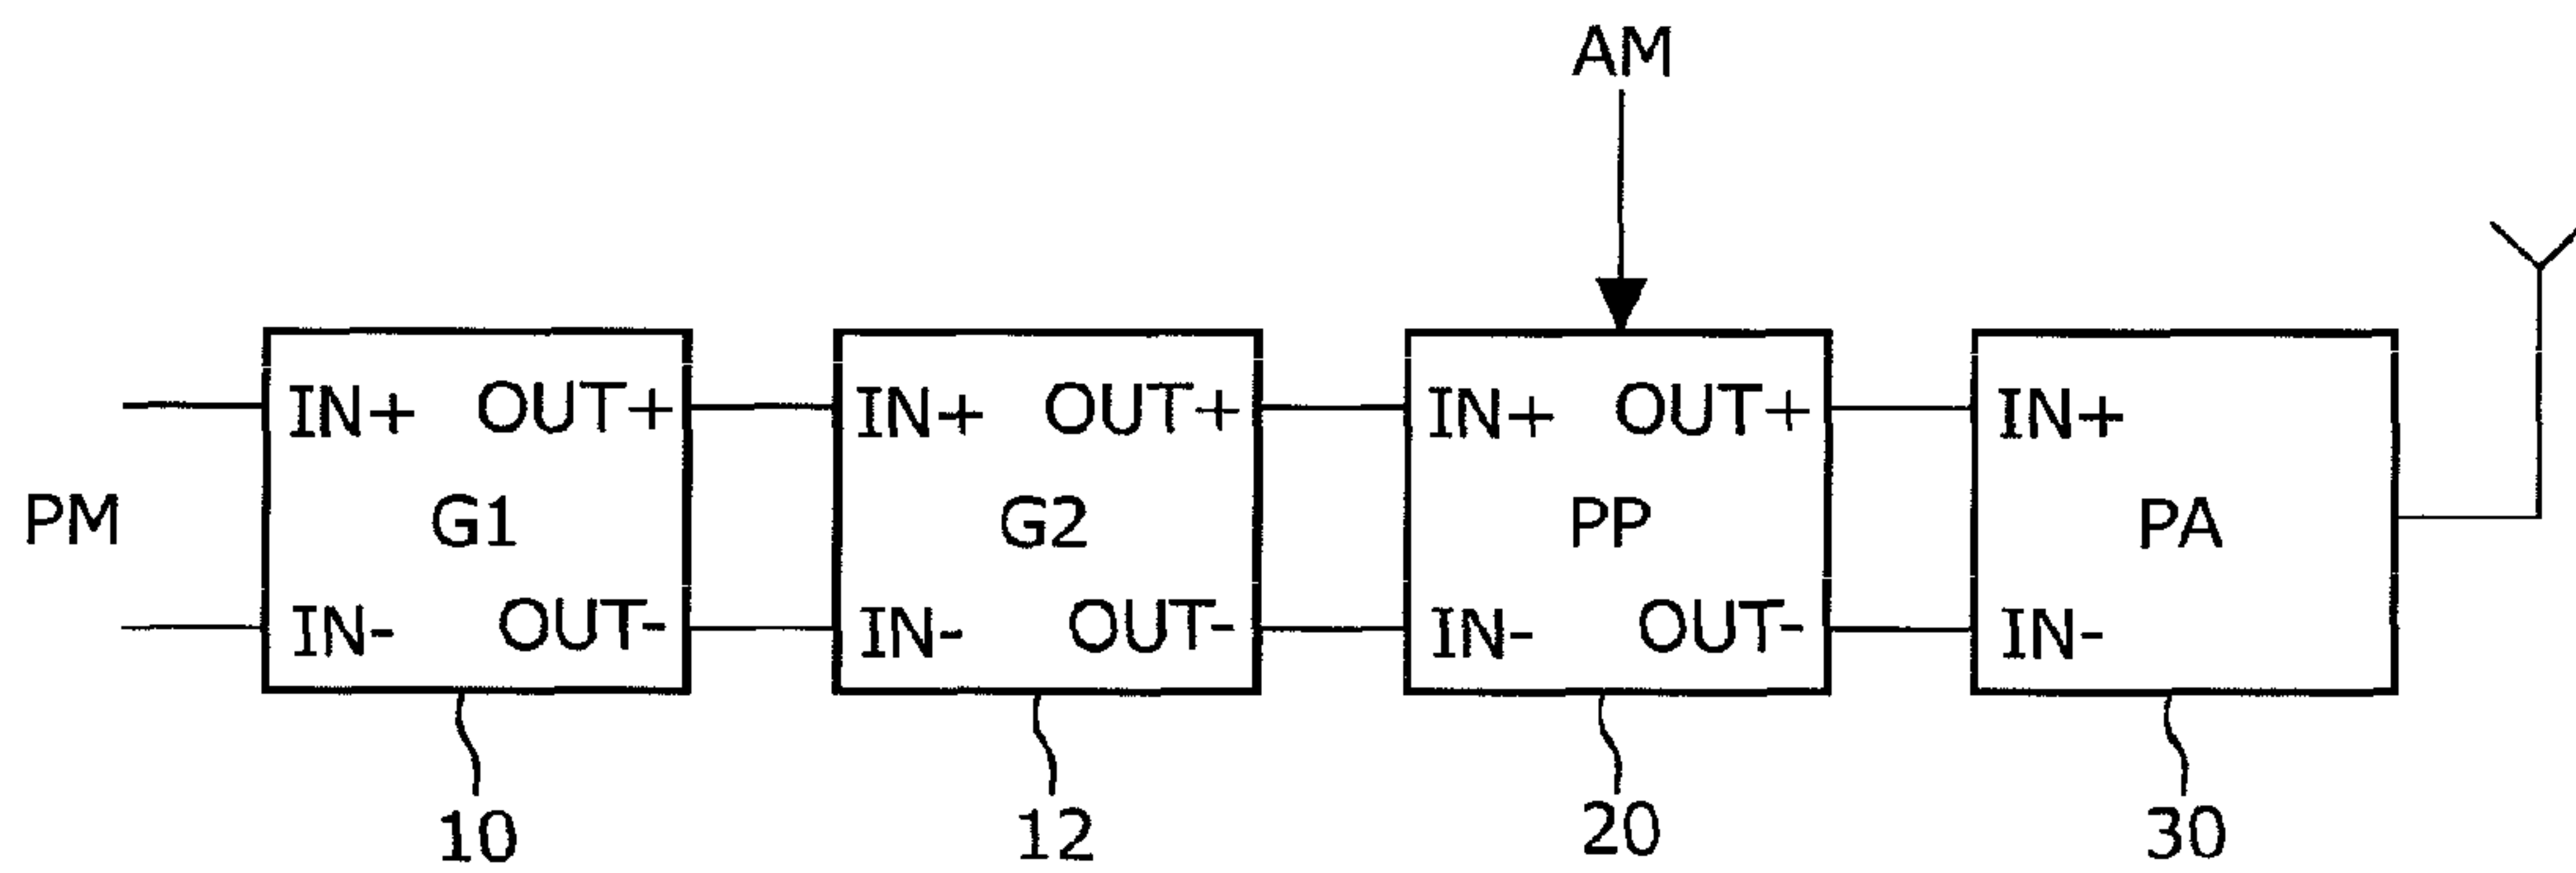 AM
IN+ OUT+ IN+ OUT+ IN+ OUT+ IN+
PM G1 G2 PP PA
IN- OUT- IN- OUT- IN- OUT- IN-
10 12 20 30